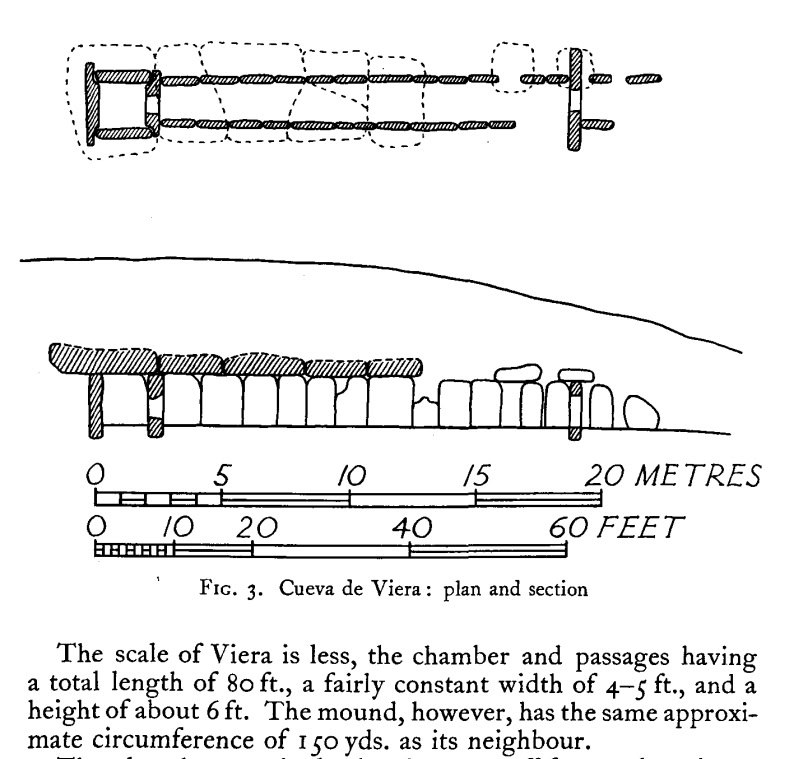 0 5 10 15 20 METRES
0 10 20 40 60 FEET
FIG. 3. Cueva de Viera: plan and section
The scale of Viera is less, the chamber and passages having
a total length of 80 ft., a fairly constant width of 4–5 ft., and a
height of about 6 ft. The mound, however, has the same approxi-
mate circumference of 150 yds. as its neighbour.